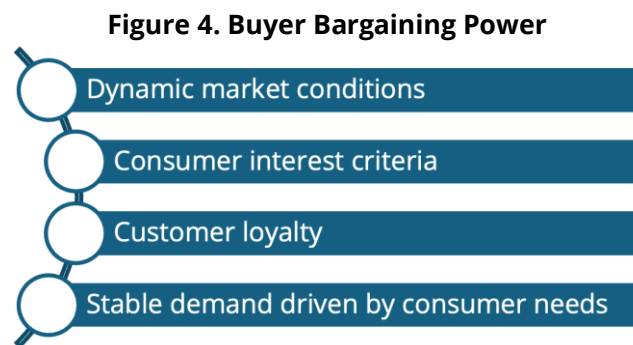 Figure 4. Buyer Bargaining Power
Dynamic market conditions
Consumer interest criteria
Customer loyalty
Stable demand driven by consumer needs